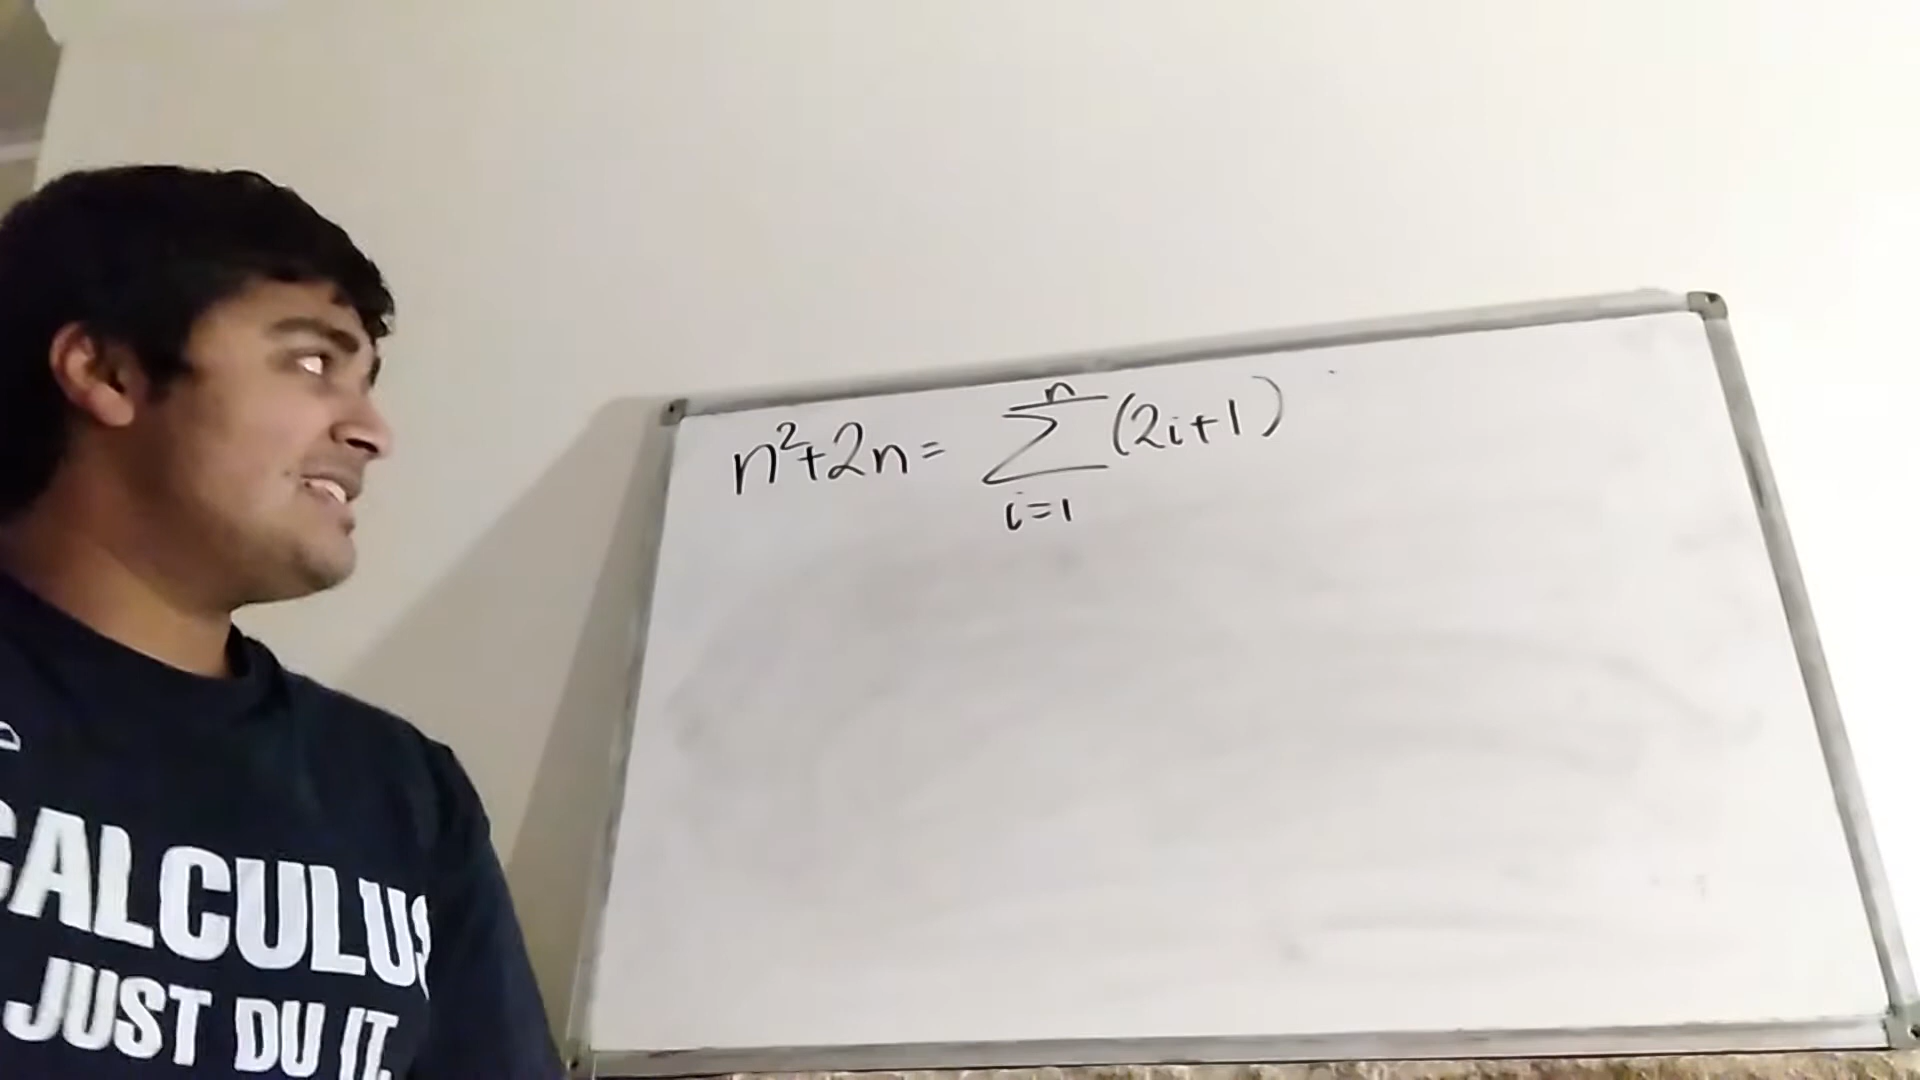 n
n²+2n= ∑ (2i+1)
i=1
CALCULUS
JUST DU IT.